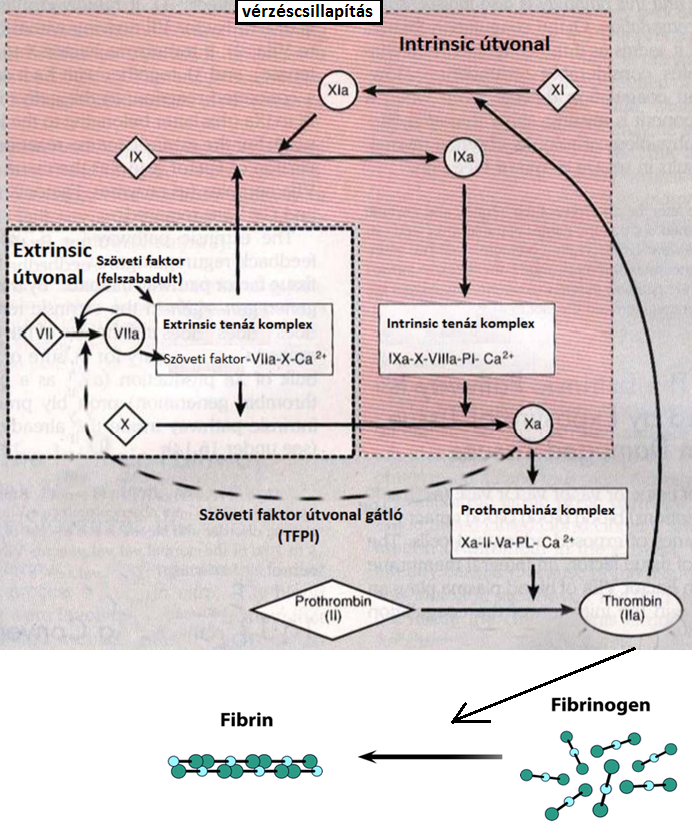 vérzéscsillapítás
Intrinsic útvonal
XIa
XI
IX
IXa
Extrinsic
útvonal
Szöveti faktor
(felszabadult)
VII
VIIa
Extrinsic tenáz komplex
Szöveti faktor-VIIa-X-Ca 2+
Intrinsic tenáz komplex
IXa-X-VIIIa-Pl- Ca 2+
X
Xa
Szöveti faktor útvonal gátló
(TFPI)
Prothrombináz komplex
Xa-II-Va-PL- Ca 2+
Prothrombin
(II)
Thrombin
(IIa)
Fibrin
Fibrinogen